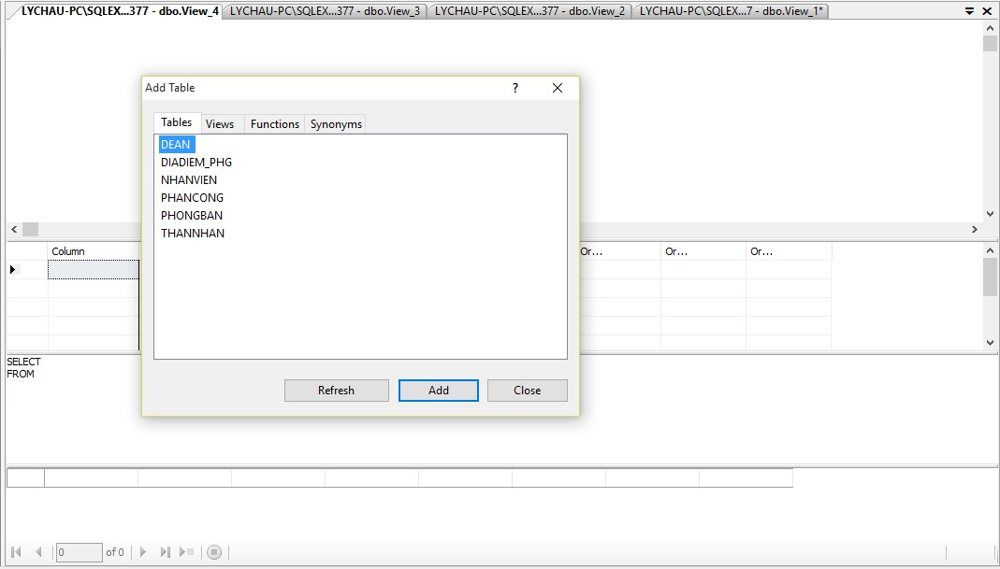 LYCHAU-PC\SQLEX...377 - dbo.View_4 LYCHAU-PC\SQLEX...377 - dbo.View_3 LYCHAU-PC\SQLEX...377 - dbo.View_2 LYCHAU-PC\SQLEX...7 - dbo.View_1*
Add Table ?
Tables Views Functions Synonyms
DEAN
DIADIEM_PHG
NHANVIEN
PHANCONG
PHONGBAN
THANNHAN
Column Or... Or... Or...
SELECT
FROM
Refresh Add Close
0 of 0